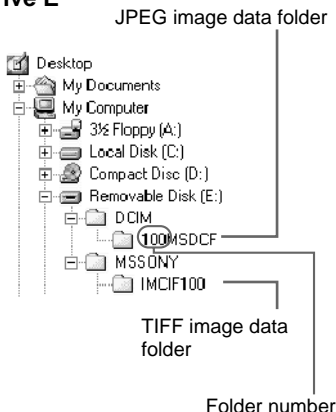 ive E
JPEG image data folder
Desktop
My Documents
My Computer
3½ Floppy (A:)
Local Disk (C:)
Compact Disc (D:)
Removable Disk (E:)
DCIM
100MSDCF
MSSONY
IMCIF100
TIFF image data
folder
Folder number